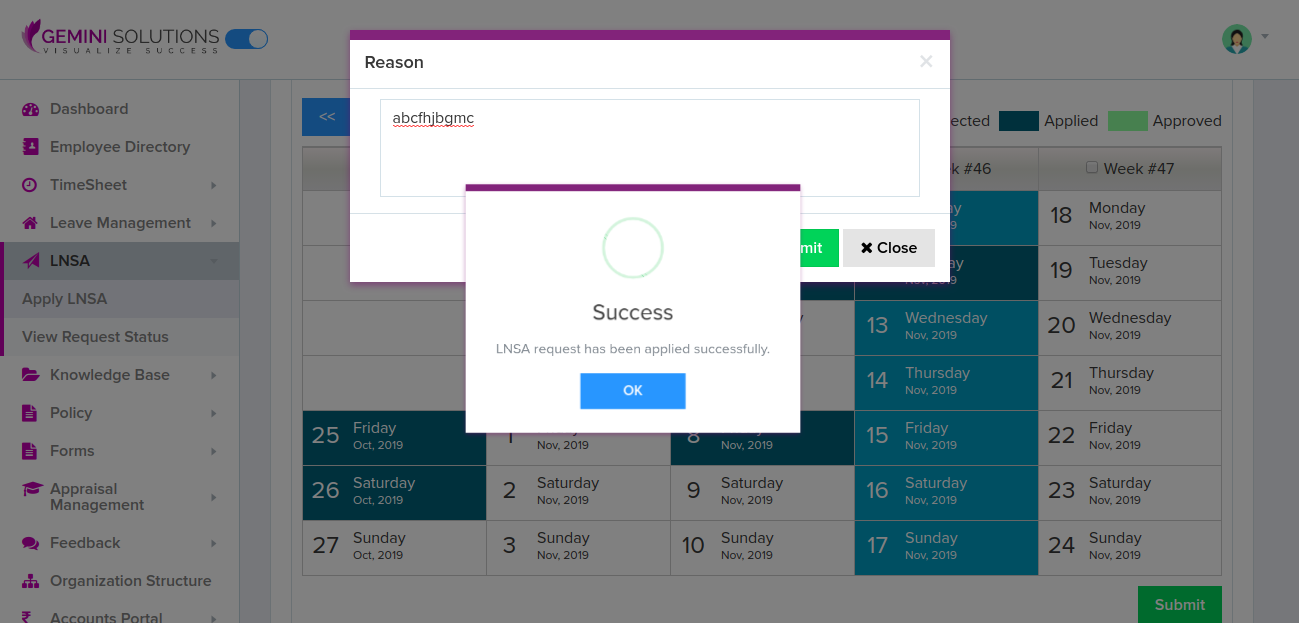 GEMINI SOLUTIONS
VISUALIZE SUCCESS
Dashboard
Employee Directory
TimeSheet
Leave Management
LNSA
Apply LNSA
View Request Status
Knowledge Base
Policy
Forms
Appraisal
Management
Feedback
Organization Structure
Accounts Portal
Reason
×
abcfhjbgmc
mit
Close
Success
LNSA request has been applied successfully.
OK
<<
ected Applied Approved
k #46 Week #47
ay 18 Monday
9 Nov, 2019
ay 19 Tuesday
Nov, 2019 Nov, 2019
13 Wednesday 20 Wednesday
Nov, 2019 Nov, 2019
14 Thursday 21 Thursday
Nov, 2019 Nov, 2019
25 Friday 1 8 15 Friday 22 Friday
Oct, 2019 Nov, 2019 Nov, 2019 Nov, 2019 Nov, 2019
26 Saturday 2 Saturday 9 Saturday 16 Saturday 23 Saturday
Oct, 2019 Nov, 2019 Nov, 2019 Nov, 2019 Nov, 2019
27 Sunday 3 Sunday 10 Sunday 17 Sunday 24 Sunday
Oct, 2019 Nov, 2019 Nov, 2019 Nov, 2019 Nov, 2019
Submit